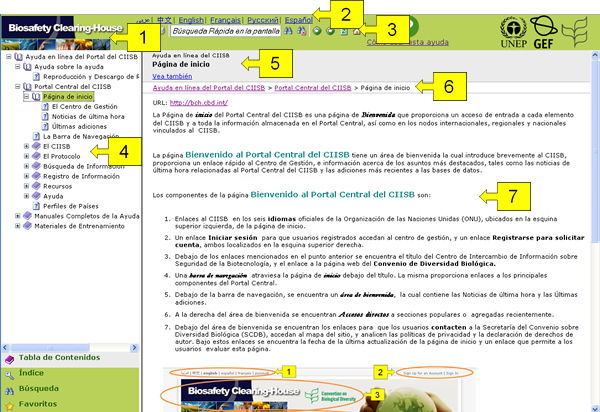 Biosafety Clearing-House
عربي | 中文 | English | Français | Русский | Español
Búsqueda Rápida en la pantalla
esta ayuda
UNEP
GEF
1
2
3
4
5
6
7
Ayuda en línea del Portal del CIISB
Ayuda sobre la ayuda
Reproducción y Descarga de
Portal Central del CIISB
Página de inicio
El Centro de Gestión
Noticias de última hora
Últimas adiciones
La Barra de Navegación
El CIISB
El Protocolo
Búsqueda de Información
Registro de Información
Recursos
Ayuda
Perfiles de Países
Manuales Completos de la Ayuda
Materiales de Entrenamiento
Tabla de Contenidos
Índice
Búsqueda
Favoritos
Ayuda en línea del CIISB
Página de inicio
Vea también
Ayuda en línea del CIISB > Portal Central del CIISB > Página de inicio
URL: http://bch.cbd.int/
La Página de inicio del Portal Central del CIISB es una página de Bienvenida que proporciona un acceso de entrada a cada elemento
del CIISB y a toda la información almacenada en el Portal Central, así como en los nodos internacionales, regionales y nacionales
vinculados al CIISB.
La página Bienvenido al Portal Central del CIISB tiene un área de bienvenida la cual introduce brevemente al CIISB,
proporciona un enlace rápido al Centro de Gestión, e información acerca de los asuntos más destacados, tales como las noticias de
última hora relacionadas al Portal Central del CIISB y las adiciones más recientes a las bases de datos.
Los componentes de la página Bienvenido al Portal Central del CIISB son:
1. Enlaces al CIISB en los seis idiomas oficiales de la Organización de las Naciones Unidas (ONU), ubicados en la esquina
superior izquierda, de la página de inicio.
2. Un enlace Iniciar sesión para que usuarios registrados accedan al centro de gestión, y un enlace Registrarse para solicitar
cuenta, ambos localizados en la esquina superior derecha.
3. Debajo de los enlaces mencionados en el punto anterior se encuentra el título del Centro de Intercambio de Información sobre
Seguridad de la Biotecnología, y el enlace a la página web del Convenio de Diversidad Biológica.
4. Una barra de navegación atraviesa la página de inicio debajo del título. La misma proporciona enlaces a los principales
componentes del Portal Central.
5. Debajo de la barra de navegación, se encuentra un área de bienvenida, la cual contiene las Noticias de última hora y las Últimas
adiciones.
6. A la derecha del área de bienvenida se encuentran Accesos directos a secciones populares o agregadas recientemente.
7. Debajo del área de bienvenida se encuentran los enlaces para que los usuarios contacten a la Secretaría del Convenio sobre
Diversidad Biológica (SCDB), accedan al mapa del sitio, y analicen las políticas de privacidad y la declaración de derechos de
autor. Bajo estos enlaces se encuentra la fecha de la última actualización de la página de inicio y un enlace que permite a los
usuarios evaluar esta página.
عربي | 中文 | english | español | français | русский
1
2
Sign up for an Account | Sign in
Biosafety Clearing-House
Convention on
Biological Diversity
3